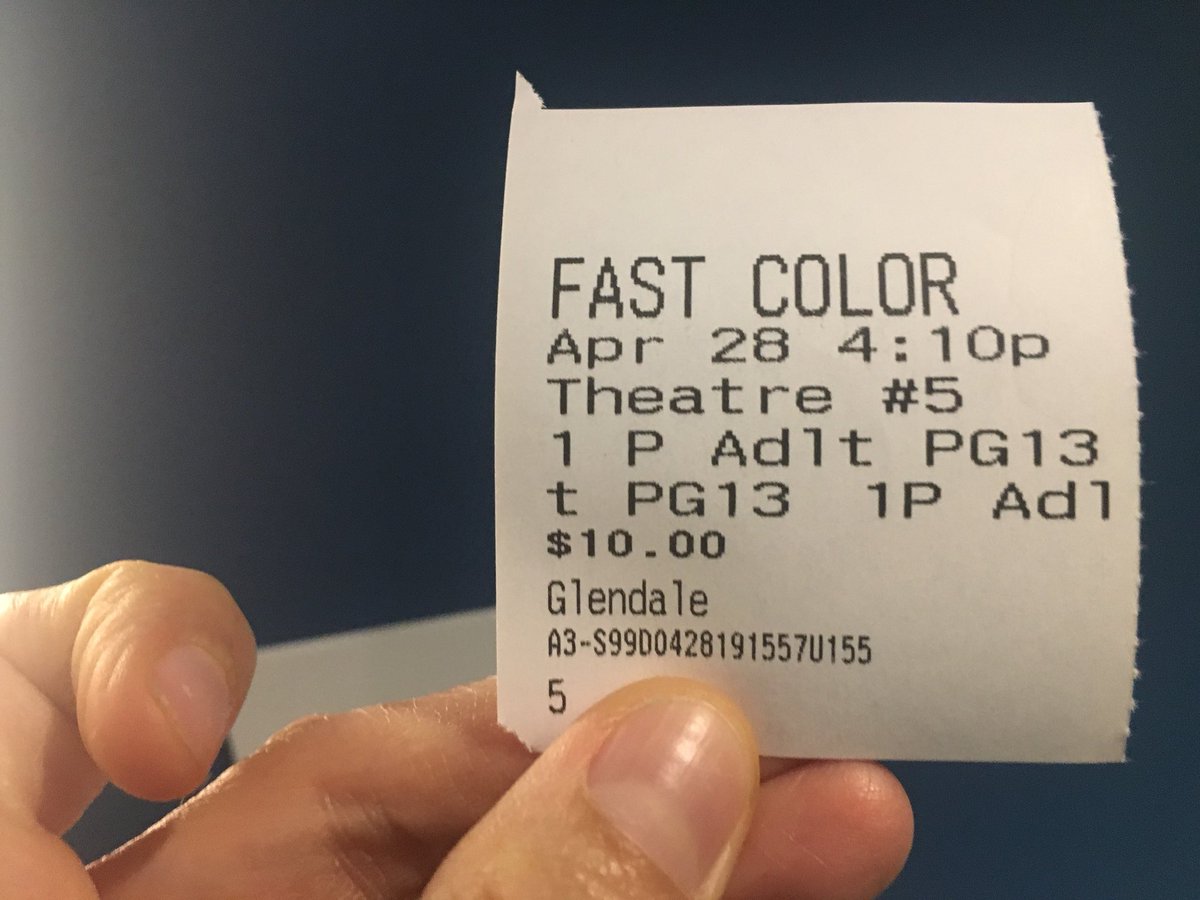 FAST COLOR
Apr 28 4:10p
Theatre #5
1 P Adlt PG13
t PG13 1P Adl
$10.00
Glendale
A3-S99D0428191557U155
5